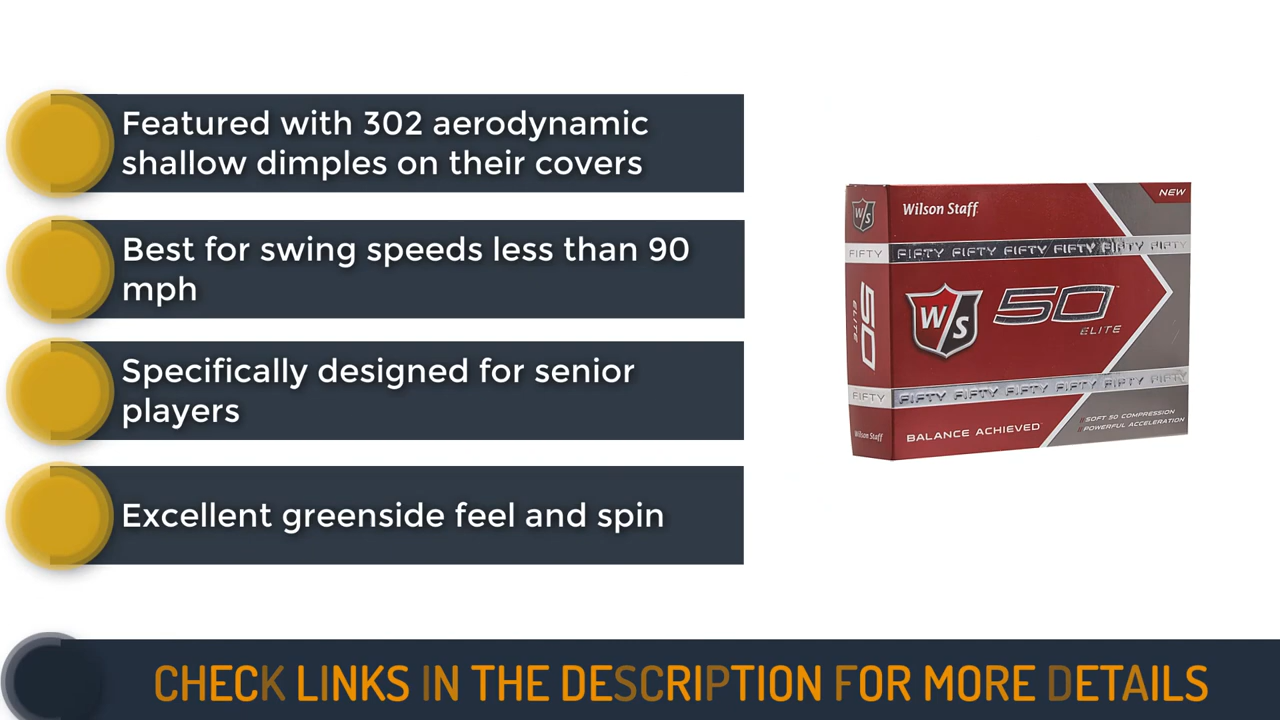 Featured with 302 aerodynamic
shallow dimples on their covers
Best for swing speeds less than 90
mph
Specifically designed for senior
players
Excellent greenside feel and spin
NEW
W/S
Wilson Staff
FIFTY
FIFTY FIFTY FIFTY FIFTY FIFTY FIFTY
50
ELITE
W/S
50™
ELITE
FIFTY
FIFTY FIFTY FIFTY FIFTY FIFTY FIFTY
Wilson Staff
BALANCE ACHIEVED
// SOFT 50 COMPRESSION
// POWERFUL ACCELERATION
CHECK LINKS IN THE DESCRIPTION FOR MORE DETAILS